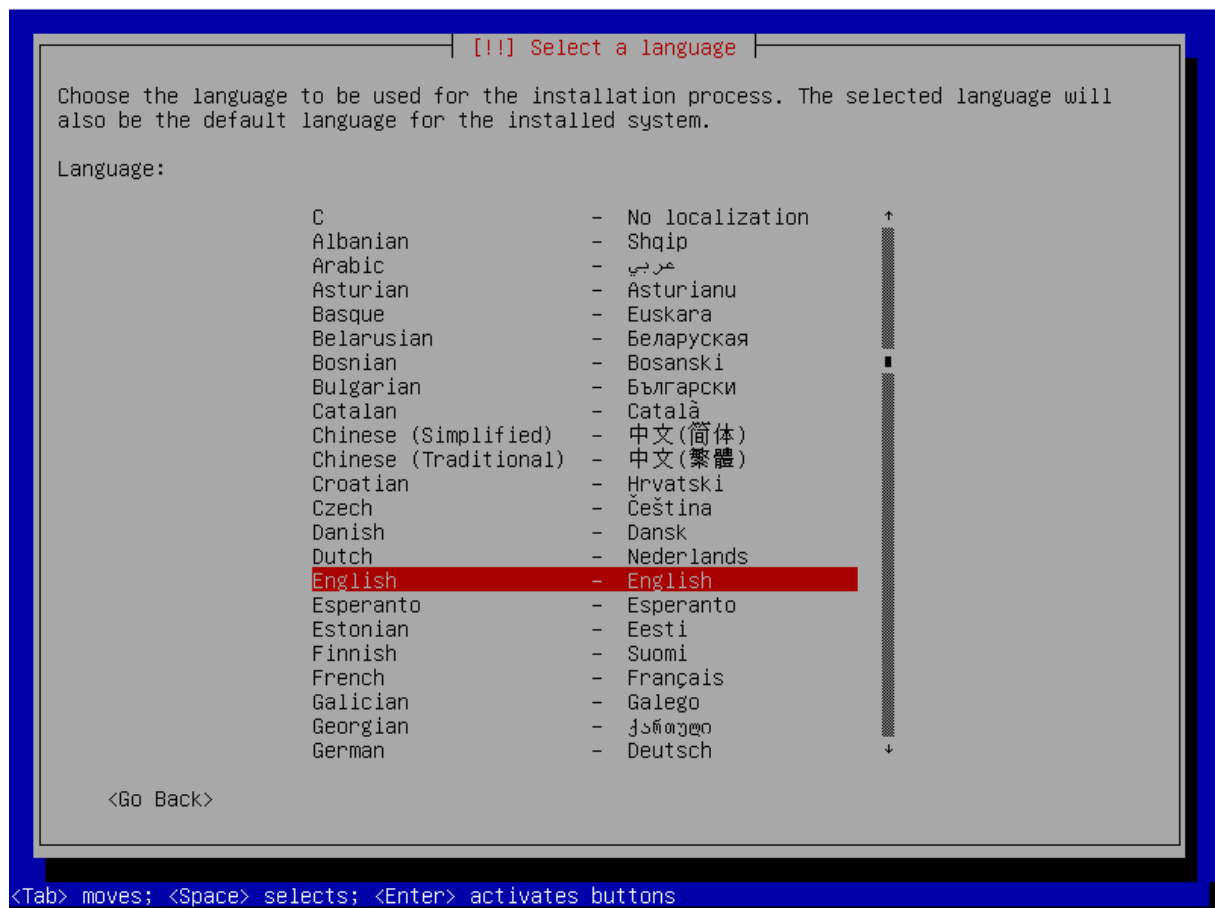 [!!] Select a language
Choose the language to be used for the installation process. The selected language will
also be the default language for the installed system.
Language:
C - No localization ↑
Albanian - Shqip
Arabic - عربي
Asturian - Asturianu
Basque - Euskara
Belarusian - Беларуская
Bosnian - Bosanski
Bulgarian - Български
Catalan - Català
Chinese (Simplified) - 中文(简体)
Chinese (Traditional) - 中文(繁體)
Croatian - Hrvatski
Czech - Čeština
Danish - Dansk
Dutch - Nederlands
English - English
Esperanto - Esperanto
Estonian - Eesti
Finnish - Suomi
French - Français
Galician - Galego
Georgian - ქართული
German - Deutsch ↓
<Go Back>
<Tab> moves; <Space> selects; <Enter> activates buttons